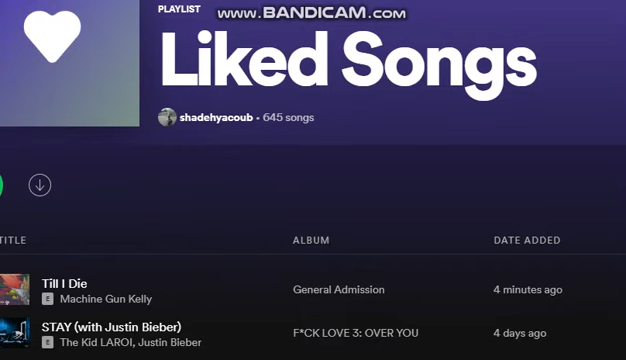 www.BANDICAM.com
PLAYLIST
Liked Songs
shadehyacoub • 645 songs
TITLE ALBUM DATE ADDED
Till I Die
E Machine Gun Kelly
General Admission
4 minutes ago
STAY (with Justin Bieber)
E The Kid LAROI, Justin Bieber
F*CK LOVE 3: OVER YOU
4 days ago